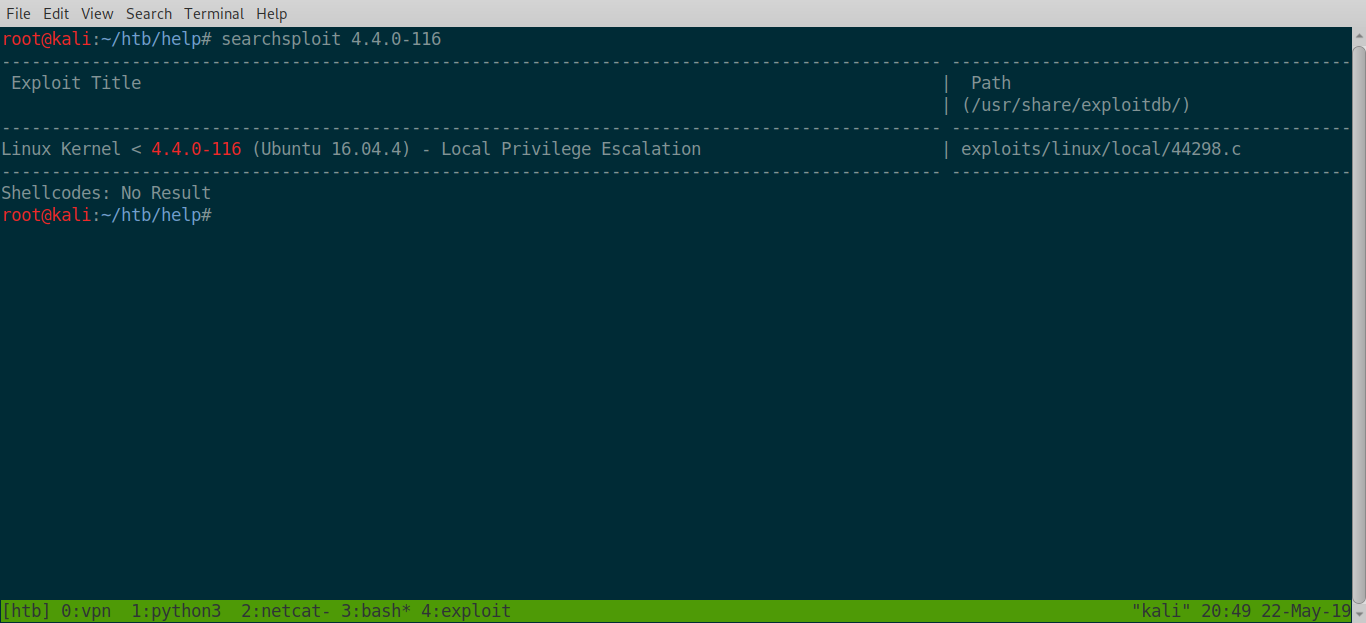 File Edit View Search Terminal Help
root@kali:~/htb/help# searchsploit 4.4.0-116
---------------------------------------------------------------------------------------------- ----------------------------------------
 Exploit Title                                                                                |  Path
                                                                                              | (/usr/share/exploitdb/)
---------------------------------------------------------------------------------------------- ----------------------------------------
Linux Kernel < 4.4.0-116 (Ubuntu 16.04.4) - Local Privilege Escalation                        | exploits/linux/local/44298.c
---------------------------------------------------------------------------------------------- ----------------------------------------
Shellcodes: No Result
root@kali:~/htb/help#
[htb] 0:vpn  1:python3  2:netcat- 3:bash* 4:exploit                                                              "kali" 20:49 22-May-19